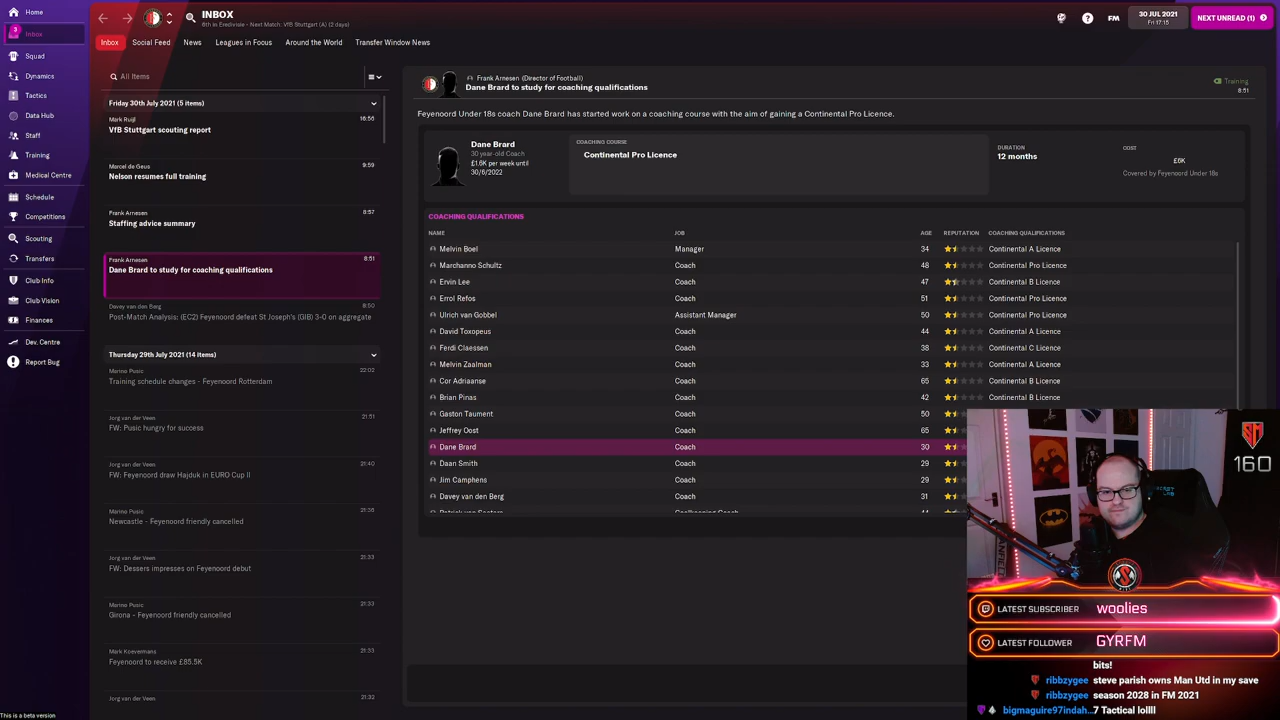 Home
3
Inbox
Squad
Dynamics
Tactics
Data Hub
Staff
Training
Medical Centre
Schedule
Competitions
Scouting
Transfers
Club Info
Club Vision
Finances
Dev. Centre
Report Bug
This is a beta version
INBOX
6th in Eredivisie - Next Match: VfB Stuttgart (A) (2 days)
FM
30 JUL 2021
Fri 17:15
NEXT UNREAD (1)
Inbox
Social Feed
News
Leagues in Focus
Around the World
Transfer Window News
All Items
Friday 30th July 2021 (5 items)
Mark Ruijl
16:56
VfB Stuttgart scouting report
Marcel de Geus
9:59
Nelson resumes full training
Frank Arnesen
8:57
Staffing advice summary
Frank Arnesen
8:51
Dane Brard to study for coaching qualifications
Davey van den Berg
8:50
Post-Match Analysis: (EC2) Feyenoord defeat St Joseph's (GIB) 3-0 on aggregate
Thursday 29th July 2021 (14 items)
Marino Pusic
22:02
Training schedule changes - Feyenoord Rotterdam
Jorg van der Veen
21:51
FW: Pusic hungry for success
Jorg van der Veen
21:40
FW: Feyenoord draw Hajduk in EURO Cup II
Marino Pusic
21:36
Newcastle - Feyenoord friendly cancelled
Jorg van der Veen
21:33
FW: Dessers impresses on Feyenoord debut
Marino Pusic
21:33
Girona - Feyenoord friendly cancelled
Mark Koevermans
21:33
Feyenoord to receive £85.5K
Jorg van der Veen
21:32
Frank Arnesen (Director of Football)
Dane Brard to study for coaching qualifications
Training
8:51
Feyenoord Under 18s coach Dane Brard has started work on a coaching course with the aim of gaining a Continental Pro Licence.
Dane Brard
30 year-old Coach
£1.6K per week until
30/6/2022
COACHING COURSE
Continental Pro Licence
DURATION
12 months
COST
£6K
Covered by Feyenoord Under 18s
COACHING QUALIFICATIONS
NAME JOB AGE REPUTATION COACHING QUALIFICATIONS
Melvin Boel Manager 34 Continental A Licence
Marchanno Schultz Coach 48 Continental Pro Licence
Ervin Lee Coach 47 Continental B Licence
Errol Refos Coach 51 Continental Pro Licence
Ulrich van Gobbel Assistant Manager 50 Continental Pro Licence
David Toxopeus Coach 44 Continental A Licence
Ferdi Claessen Coach 38 Continental C Licence
Melvin Zaalman Coach 33 Continental A Licence
Cor Adriaanse Coach 65 Continental B Licence
Brian Pinas Coach 42 Continental B Licence
Gaston Taument Coach 50
Jeffrey Oost Coach 65
Dane Brard Coach 30
Daan Smith Coach 29
Jim Camphens Coach 29
Davey van den Berg Coach 31
SM
160
LATEST SUBSCRIBER woolies
LATEST FOLLOWER GYRFM
bits!
ribbzygee steve parish owns Man Utd in my save
ribbzygee season 2028 in FM 2021
bigmaguire97indah... 7 Tactical lollll